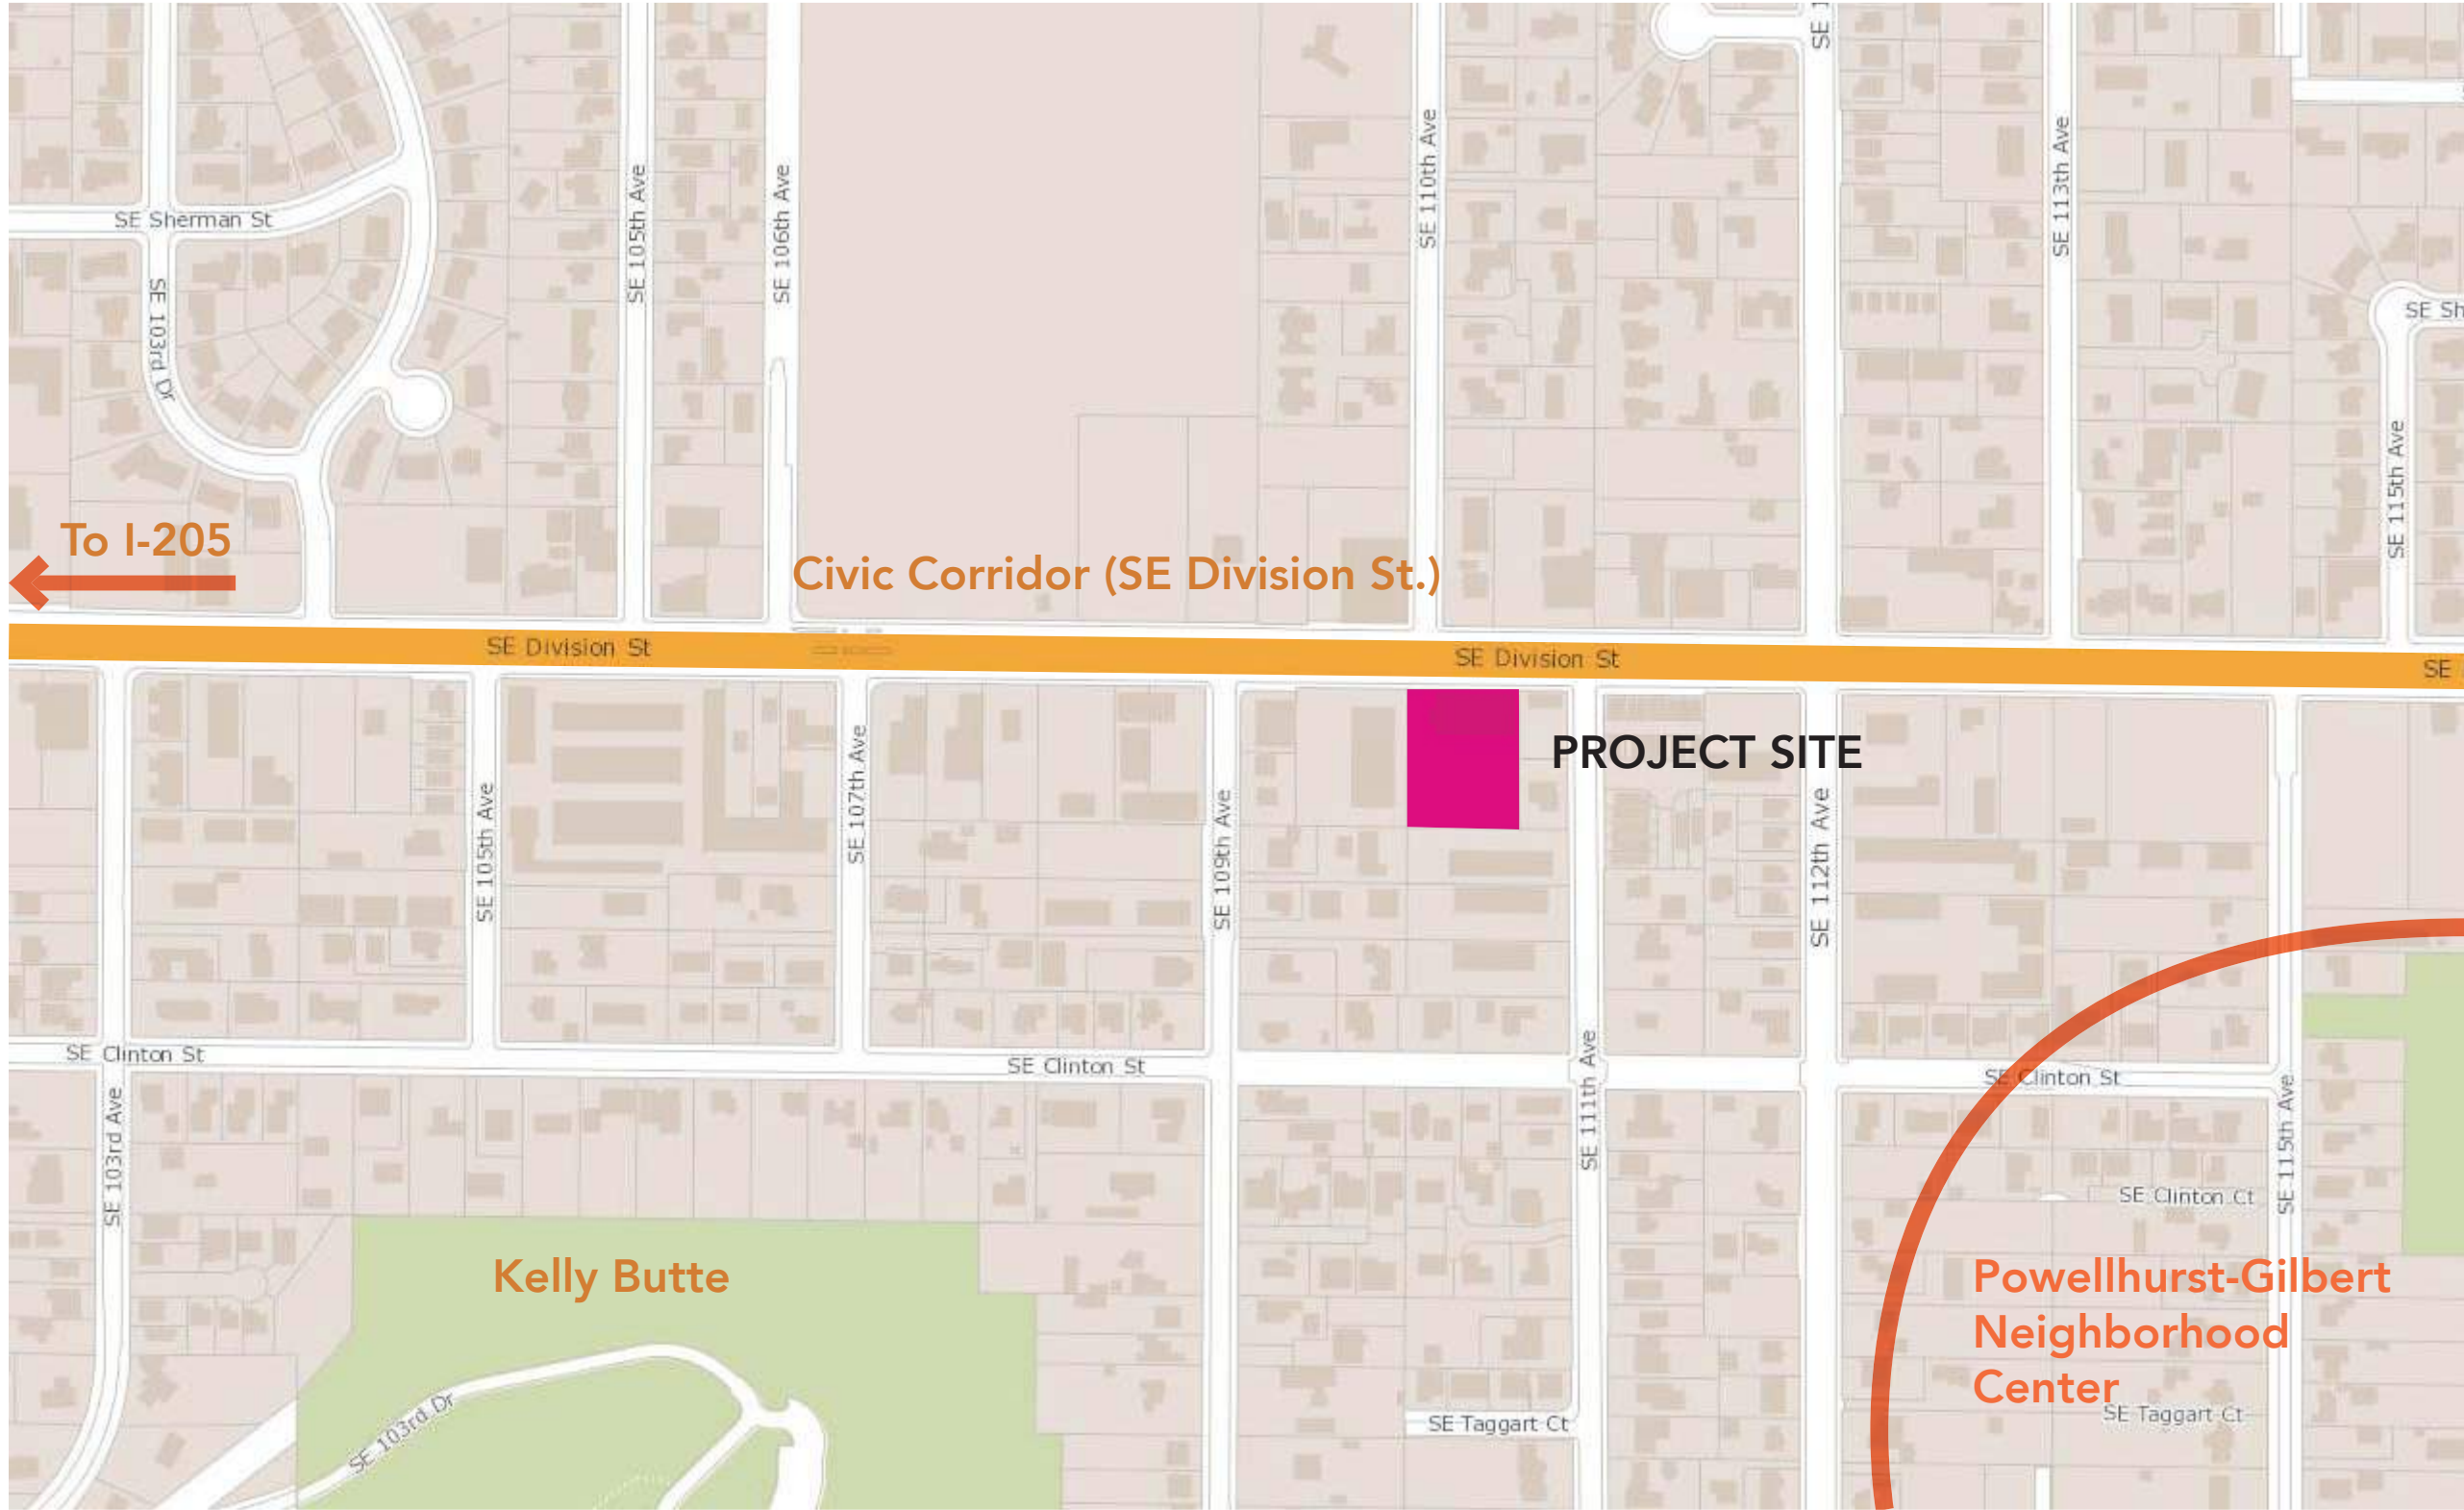 SE 1
SE 105th Ave
SE 106th Ave
SE 110th Ave
SE 113th Ave
SE Sherman St
SE 103rd Dr
SE Sh
SE 115th Ave
To I-205
Civic Corridor (SE Division St.)
SE Division St
SE Division St
SE
PROJECT SITE
SE 105th Ave
SE 107th Ave
SE 109th Ave
SE 112th Ave
SE Clinton St
SE Clinton St
SE Clinton St
SE 103rd Ave
SE 111th Ave
SE 115th Ave
SE Clinton Ct
Kelly Butte
Powellhurst-Gilbert
Neighborhood
Center
SE 103rd Dr
SE Taggart Ct
SE Taggart Ct